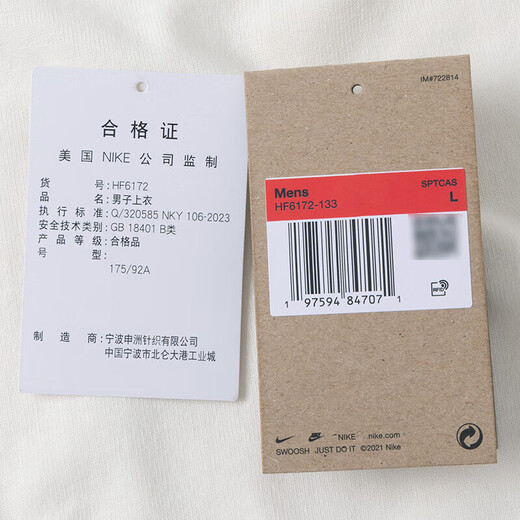 合格证
美国 NIKE 公司监制
货号:HF6172
品名:男子上衣
执行标准:Q/320585 NKY 106-2023
安全技术类别:GB 18401 B类
产品等级:合格品
号型:
175/92A
制造商:宁波申洲针织有限公司
中国宁波市北仑大港工业城
IM#722814
Mens
HF6172-133
SPTCAS
L
1 97594 84707 1
RFID
NIKE nike.com
SWOOSH JUST DO IT ©2021 Nike